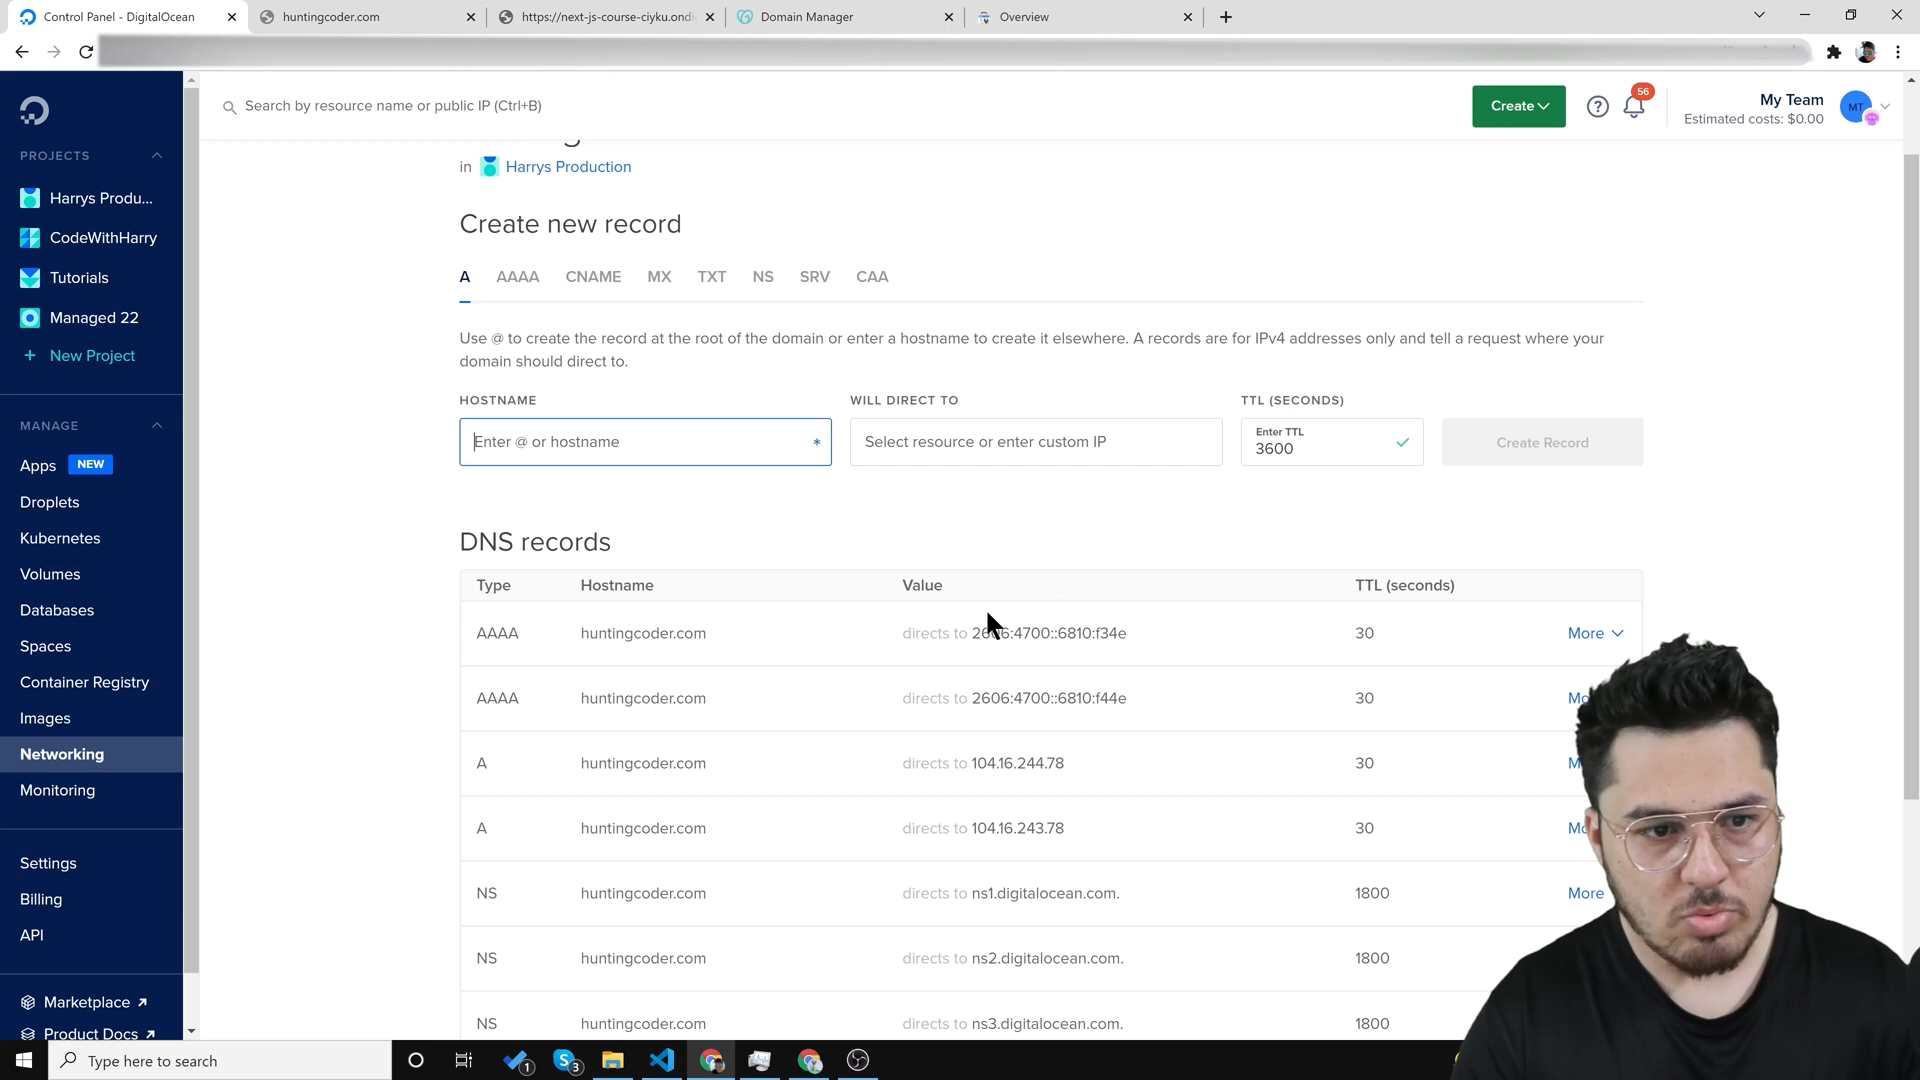 Control Panel - DigitalOcean
huntingcoder.com
https://next-js-course-ciyku.ondi
Domain Manager
Overview
Search by resource name or public IP (Ctrl+B)
Create
56
My Team
Estimated costs: $0.00
MT
PROJECTS
Harrys Produ...
CodeWithHarry
Tutorials
Managed 22
+ New Project
MANAGE
Apps NEW
Droplets
Kubernetes
Volumes
Databases
Spaces
Container Registry
Images
Networking
Monitoring
Settings
Billing
API
Marketplace
Product Docs
in Harrys Production
Create new record
A AAAA CNAME MX TXT NS SRV CAA
Use @ to create the record at the root of the domain or enter a hostname to create it elsewhere. A records are for IPv4 addresses only and tell a request where your
domain should direct to.
HOSTNAME WILL DIRECT TO TTL (SECONDS)
Enter @ or hostname *
Select resource or enter custom IP
Enter TTL
3600
Create Record
DNS records
Type Hostname Value TTL (seconds)
AAAA huntingcoder.com directs to 2606:4700::6810:f34e 30 More
AAAA huntingcoder.com directs to 2606:4700::6810:f44e 30
A huntingcoder.com directs to 104.16.244.78 30
A huntingcoder.com directs to 104.16.243.78 30
NS huntingcoder.com directs to ns1.digitalocean.com. 1800 More
NS huntingcoder.com directs to ns2.digitalocean.com. 1800
NS huntingcoder.com directs to ns3.digitalocean.com. 1800
Type here to search
1
3